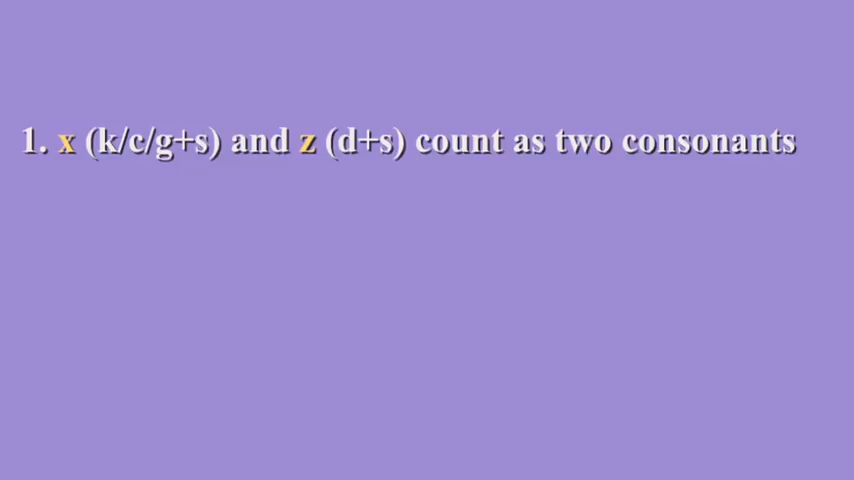 1. x (k/c/g+s) and z (d+s) count as two consonants